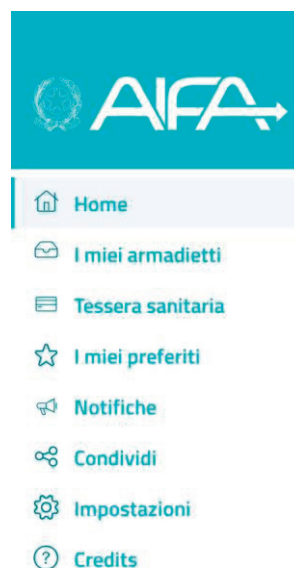 AIFA
Home
I miei armadietti
Tessera sanitaria
I miei preferiti
Notifiche
Condividi
Impostazioni
Credits